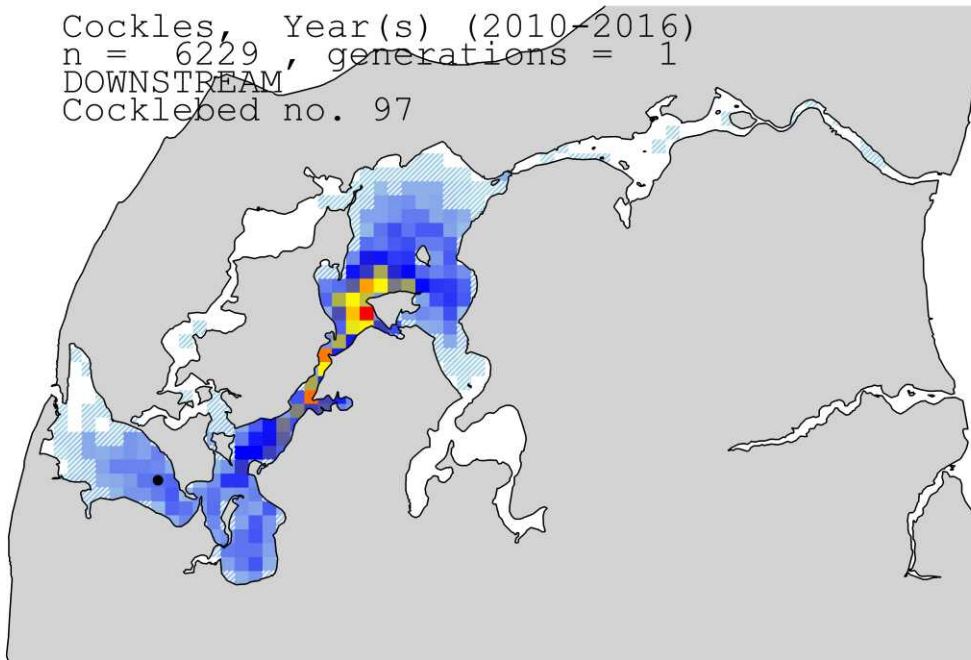 Cockles, Year(s) (2010-2016)
n = 6229 , generations = 1
DOWNSTREAM
Cocklebed no. 97